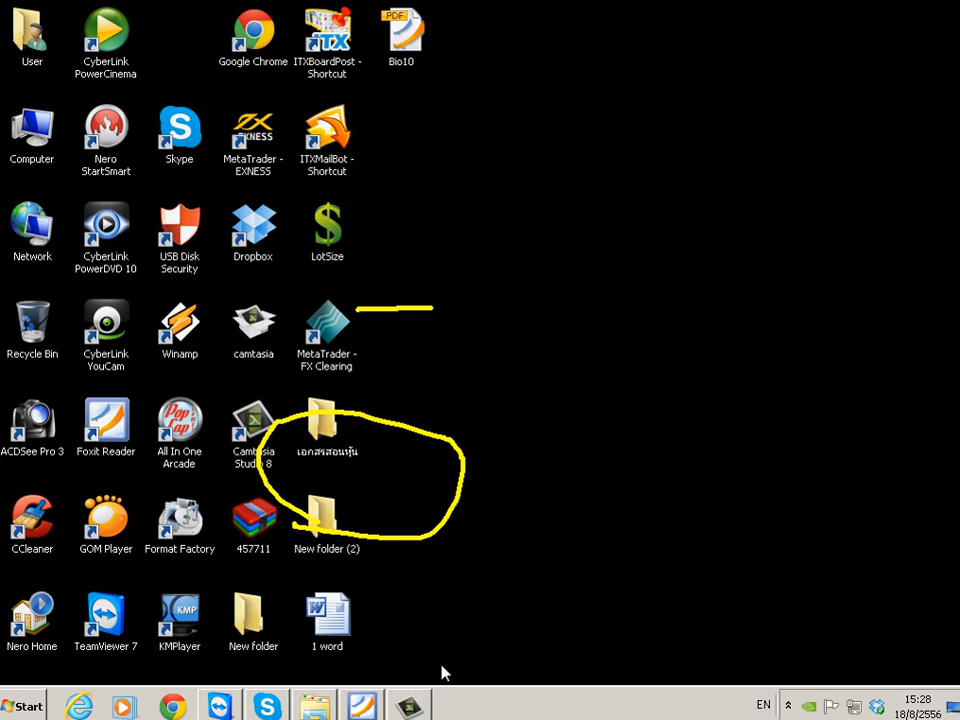 User
CyberLink
PowerCinema
Google Chrome
ITX
ITXBoardPost -
Shortcut
PDF
Bio10
Computer
Nero
StartSmart
Skype
EXNESS
MetaTrader -
EXNESS
ITXMailBot -
Shortcut
Network
CyberLink
PowerDVD 10
USB Disk
Security
Dropbox
LotSize
Recycle Bin
CyberLink
YouCam
Winamp
camtasia
MetaTrader -
FX Clearing
ACDSee Pro 3
Foxit Reader
Pop
Cap
All In One
Arcade
Camtasia
Studio 8
เอกสรสอนหุ้น
CCleaner
GOM Player
Format Factory
457711
New folder (2)
Nero Home
TeamViewer 7
KMP
KMPlayer
New folder
1 word
Start
EN
15:28
18/8/2556